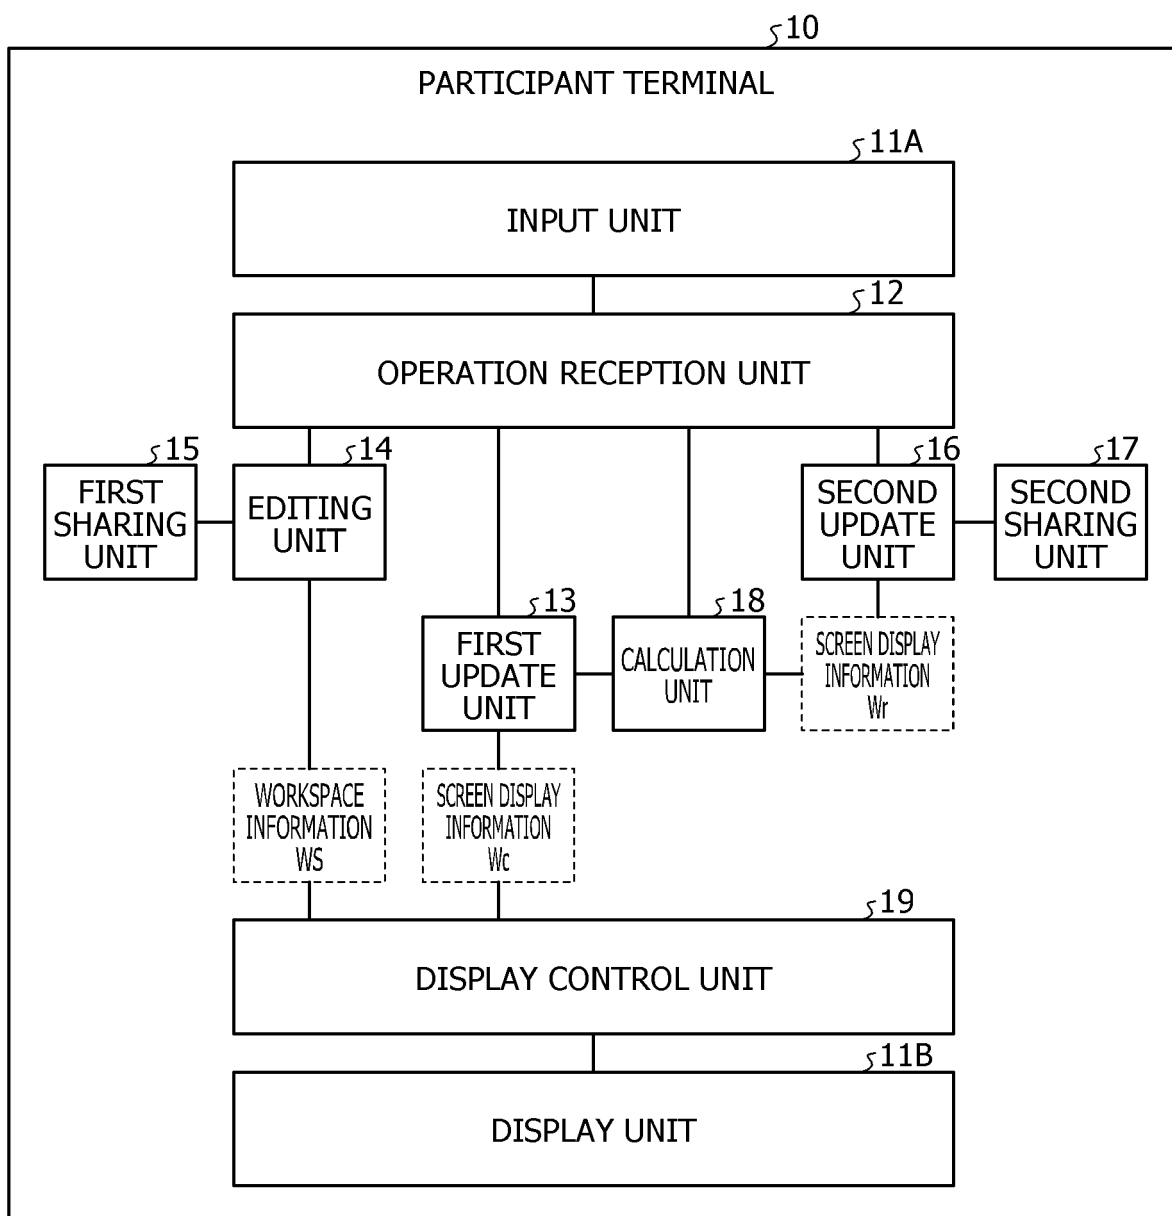 10
PARTICIPANT TERMINAL
11A
INPUT UNIT
12
OPERATION RECEPTION UNIT
15
FIRST
SHARING
UNIT
14
EDITING
UNIT
16
SECOND
UPDATE
UNIT
17
SECOND
SHARING
UNIT
13
FIRST
UPDATE
UNIT
18
CALCULATION
UNIT
SCREEN DISPLAY
INFORMATION
Wr
WORKSPACE
INFORMATION
WS
SCREEN DISPLAY
INFORMATION
Wc
19
DISPLAY CONTROL UNIT
11B
DISPLAY UNIT